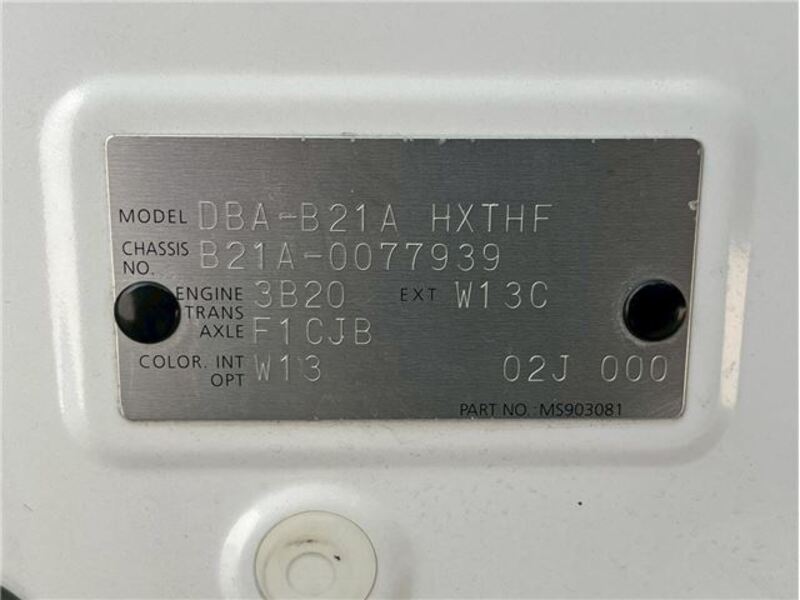 MODEL DBA-B21A HXTHF
CHASSIS NO. B21A-0077939
ENGINE 3B20 EXT W13C
TRANS AXLE F1CJB
COLOR. INT OPT W13 02J 000
PART NO.: MS903081